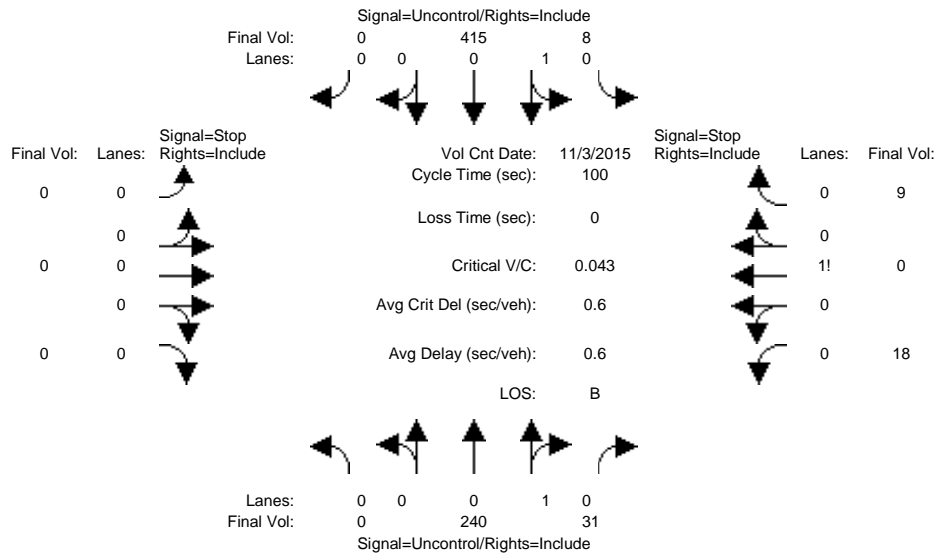 Signal=Uncontrol/Rights=Include
Final Vol: 0 415 8
Lanes: 0 0 0 1 0
Signal=Stop Signal=Stop
Final Vol: Lanes: Rights=Include Vol Cnt Date: 11/3/2015 Rights=Include Lanes: Final Vol:
Cycle Time (sec): 100
0 0 0 9
Loss Time (sec): 0
0 0
0 0 Critical V/C: 0.043 1! 0
0 Avg Crit Del (sec/veh): 0.6 0
0 0 Avg Delay (sec/veh): 0.6 0 18
LOS: B
Lanes: 0 0 0 1 0
Final Vol: 0 240 31
Signal=Uncontrol/Rights=Include